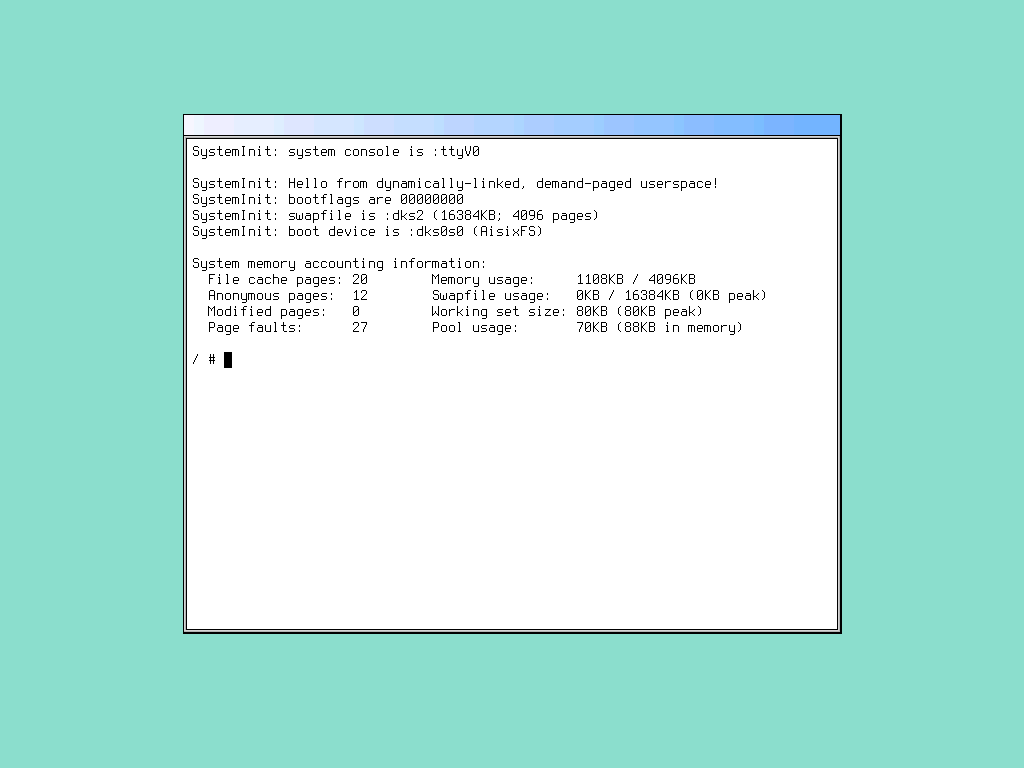 SystemInit: system console is :ttyV0
SystemInit: Hello from dynamically-linked, demand-paged userspace!
SystemInit: bootflags are 00000000
SystemInit: swapfile is :dks2 (16384KB; 4096 pages)
SystemInit: boot device is :dks0s0 (AisixFS)
System memory accounting information:
File cache pages: 20 Memory usage: 1108KB / 4096KB
Anonymous pages: 12 Swapfile usage: 0KB / 16384KB (0KB peak)
Modified pages: 0 Working set size: 80KB (80KB peak)
Page faults: 27 Pool usage: 70KB (88KB in memory)
/ #